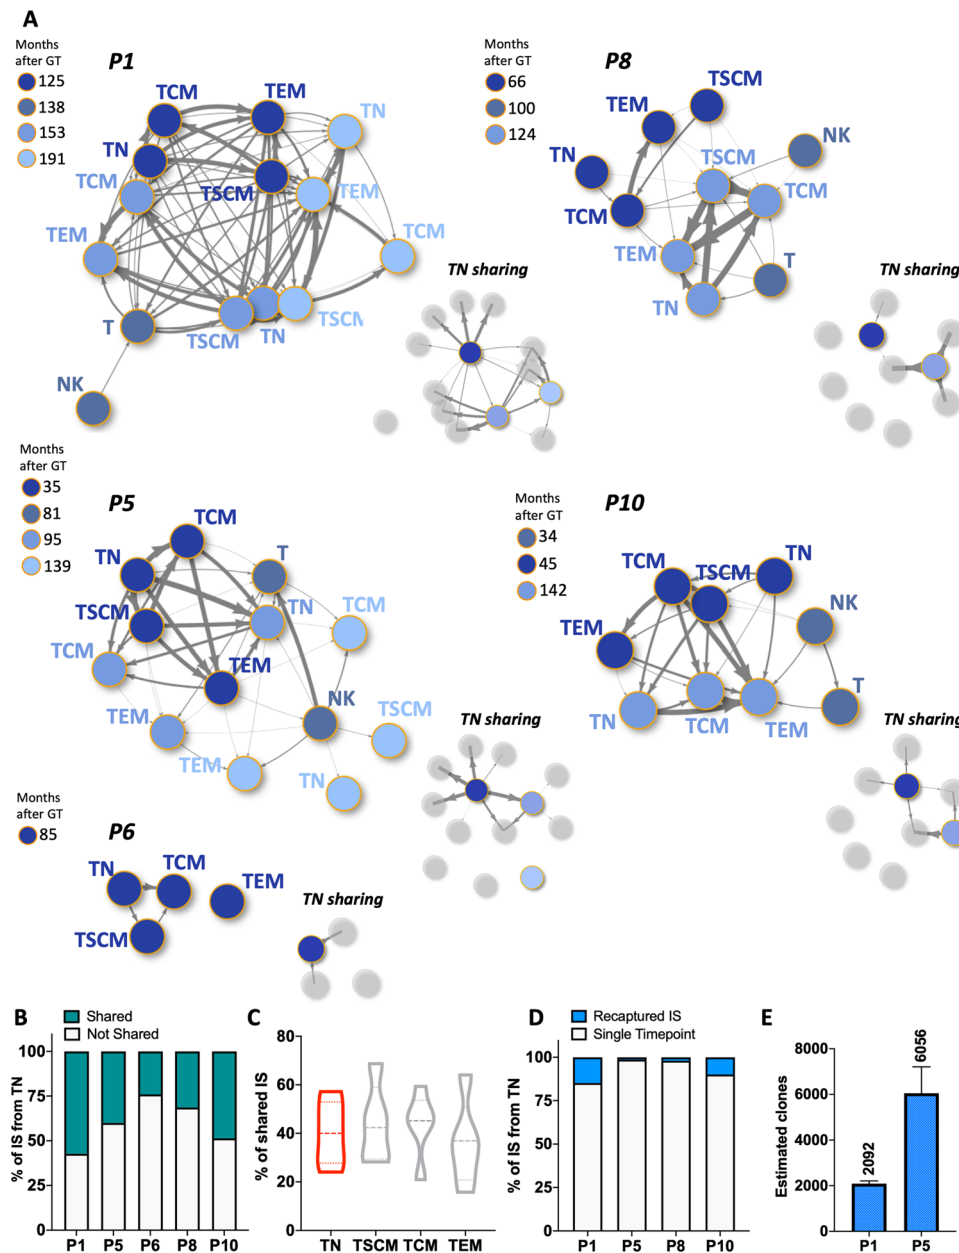 A
Months
after GT
125
138
153
191
P1
TCM
TEM
TN
TN
TCM
TSCM
TEM
TEM
TCM
T
TSCM
TN
TSCM
NK
TN sharing
Months
after GT
66
100
124
P8
TSCM
TEM
NK
TN
TSCM
TCM
TCM
TEM
T
TN
TN sharing
Months
after GT
35
81
95
139
P5
TCM
TN
T
TSCM
TN
TCM
TCM
TEM
NK
TEM
TSCM
TEM
TN
TN sharing
Months
after GT
34
45
142
P10
TCM
TSCM
TN
NK
TEM
T
TN
TCM
TEM
TN sharing
Months
after GT
85
P6
TN
TCM
TEM
TSCM
TN sharing
B
Shared
Not Shared
% of IS from TN
100
75
50
25
0
P1 P5 P6 P8 P10
C
% of shared IS
80
60
40
20
0
TN TSCM TCM TEM
D
Recaptured IS
Single Timepoint
% of IS from TN
100
75
50
25
0
P1 P5 P8 P10
E
Estimated clones
8000
6000
4000
2000
0
2092
6056
P1 P5